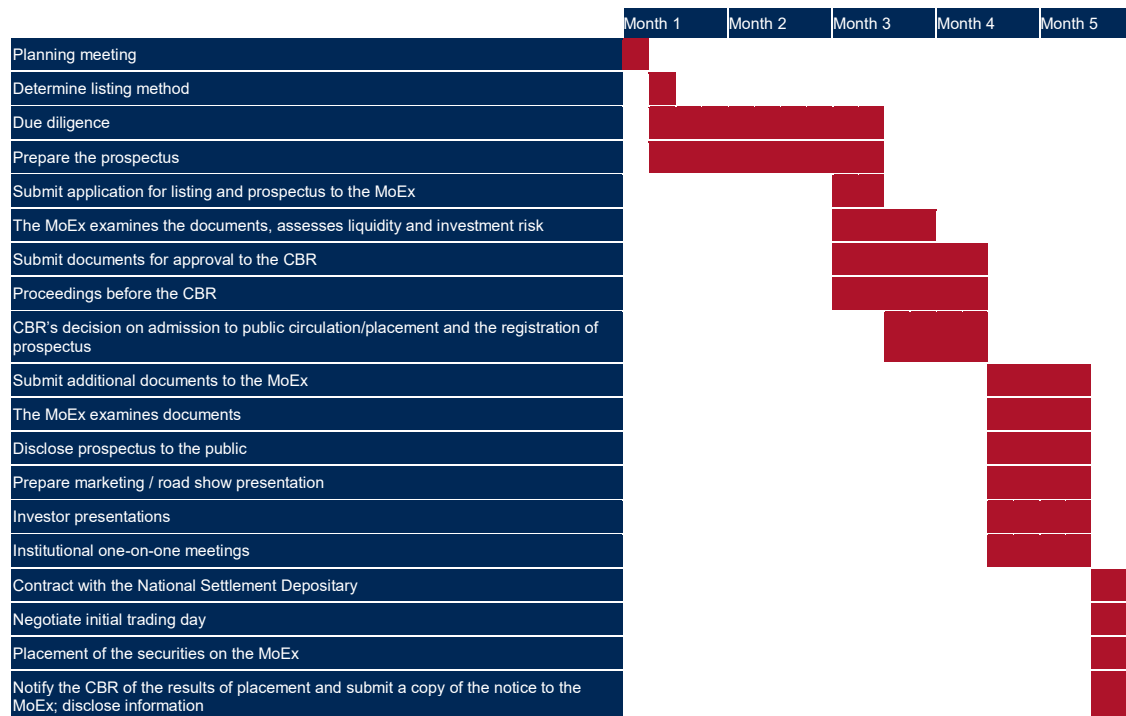 Month 1 Month 2 Month 3 Month 4 Month 5
Planning meeting
Determine listing method
Due diligence
Prepare the prospectus
Submit application for listing and prospectus to the MoEx
The MoEx examines the documents, assesses liquidity and investment risk
Submit documents for approval to the CBR
Proceedings before the CBR
CBR's decision on admission to public circulation/placement and the registration of
prospectus
Submit additional documents to the MoEx
The MoEx examines documents
Disclose prospectus to the public
Prepare marketing / road show presentation
Investor presentations
Institutional one-on-one meetings
Contract with the National Settlement Depositary
Negotiate initial trading day
Placement of the securities on the MoEx
Notify the CBR of the results of placement and submit a copy of the notice to the
MoEx; disclose information